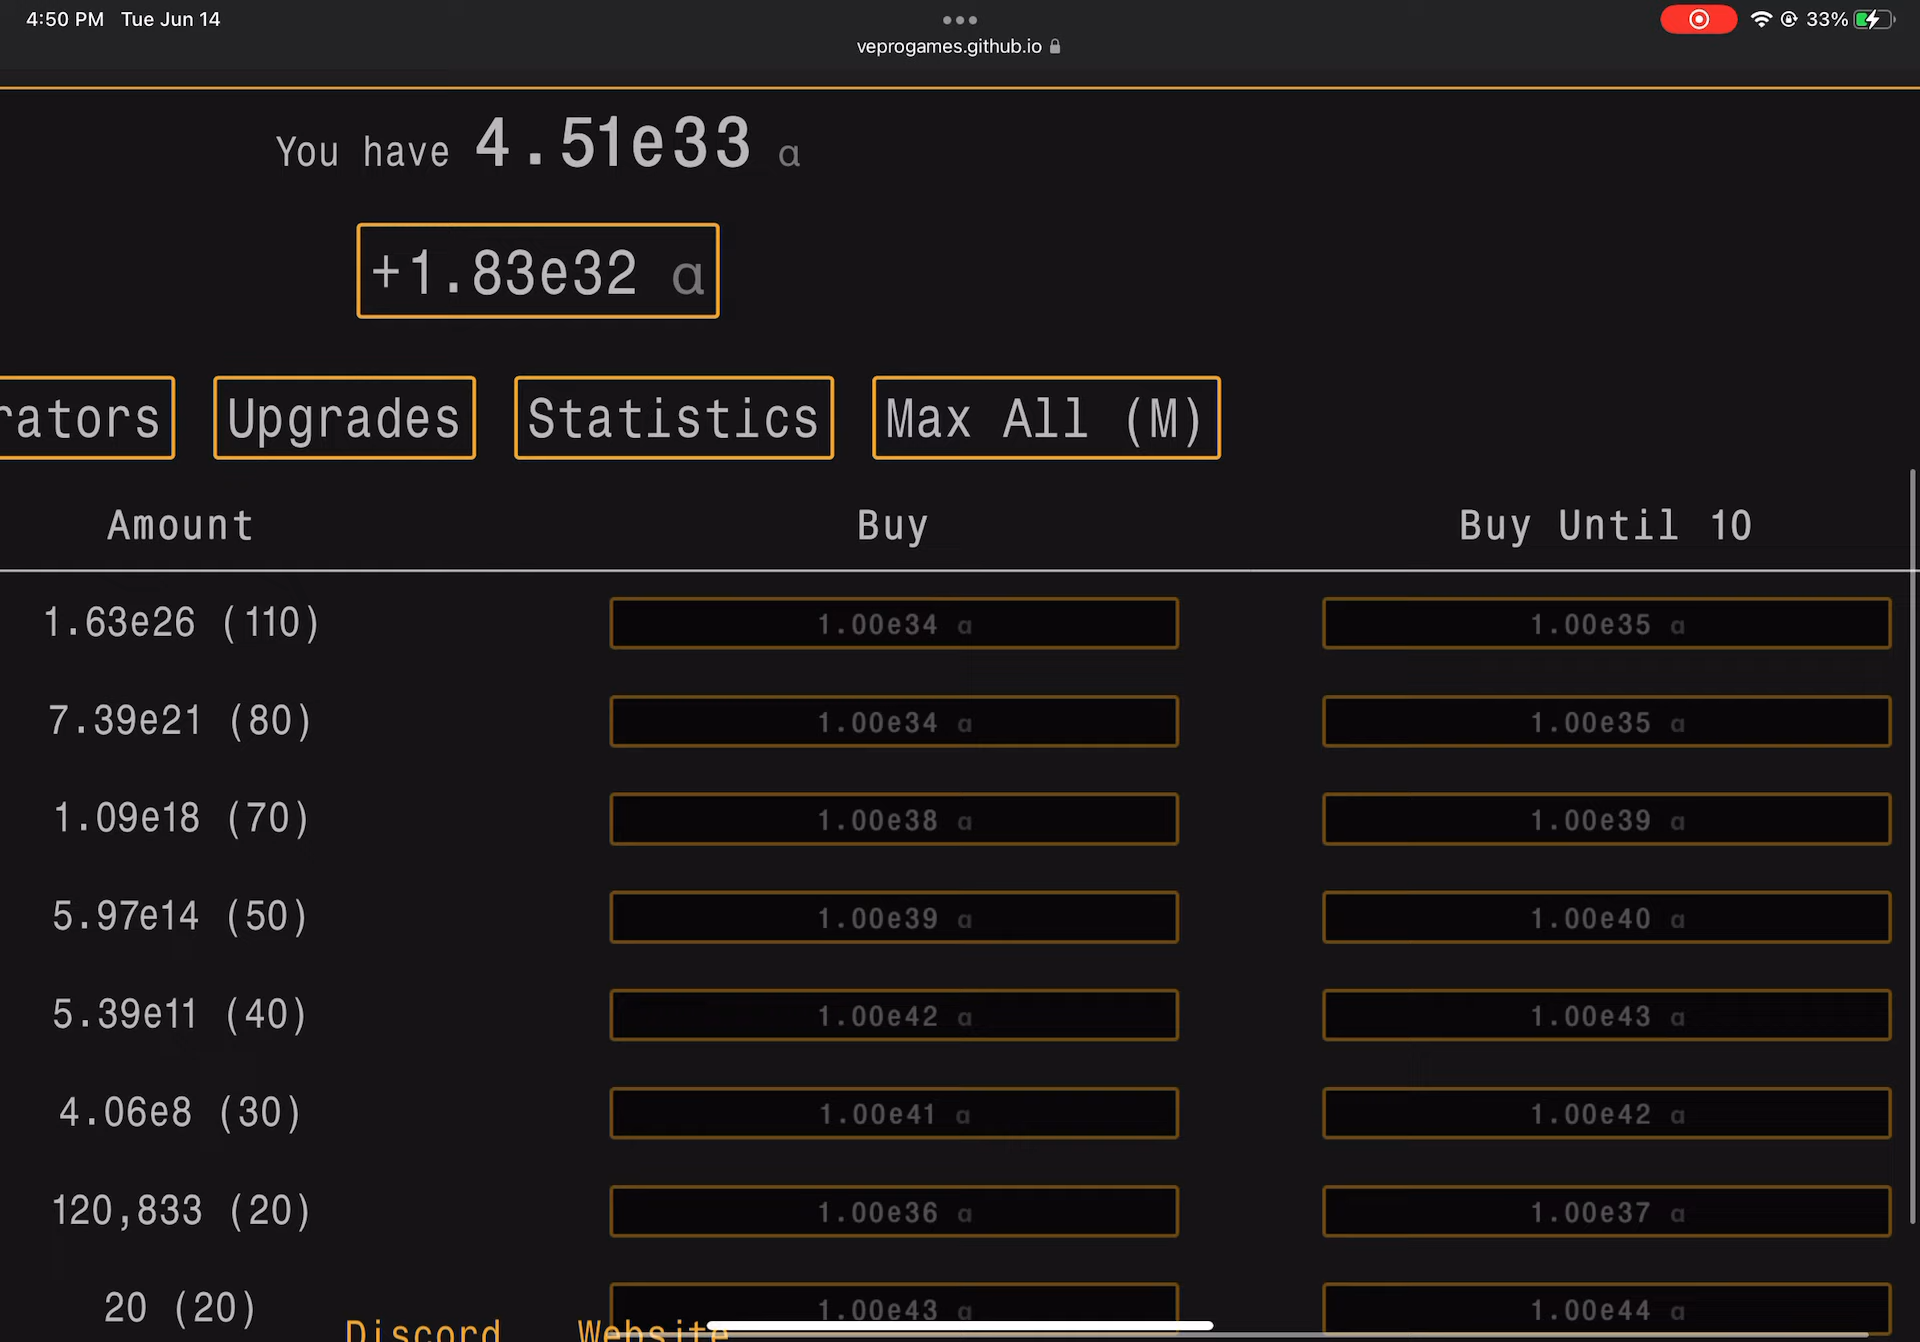 4:50 PM Tue Jun 14
33%
veprogames.github.io
You have 4.51e33 α
+1.83e32 α
rators Upgrades Statistics Max All (M)
Amount Buy Buy Until 10
1.63e26 (110) 1.00e34 α 1.00e35 α
7.39e21 (80) 1.00e34 α 1.00e35 α
1.09e18 (70) 1.00e38 α 1.00e39 α
5.97e14 (50) 1.00e39 α 1.00e40 α
5.39e11 (40) 1.00e42 α 1.00e43 α
4.06e8 (30) 1.00e41 α 1.00e42 α
120,833 (20) 1.00e36 α 1.00e37 α
20 (20) 1.00e43 α 1.00e44 α
Discord Website